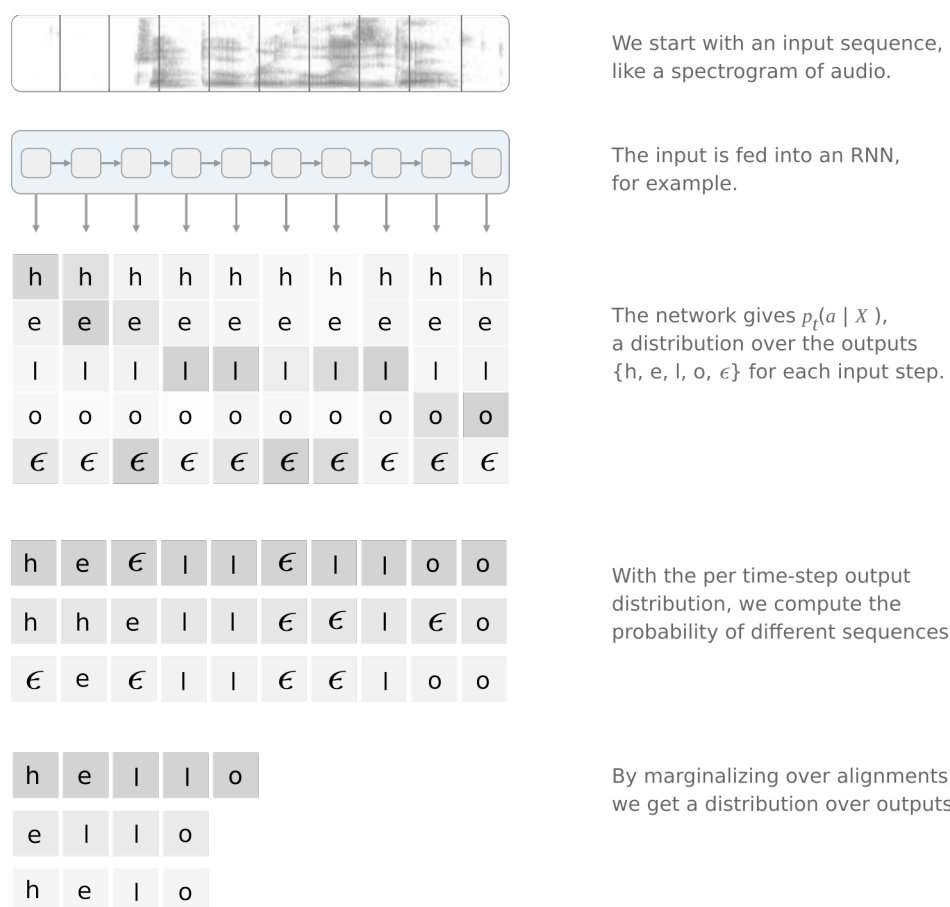 We start with an input sequence,
like a spectrogram of audio.
The input is fed into an RNN,
for example.
h h h h h h h h h h
e e e e e e e e e e
l l l l l l l l l l
o o o o o o o o o o
ϵ ϵ ϵ ϵ ϵ ϵ ϵ ϵ ϵ ϵ
The network gives pₜ(a | X ),
a distribution over the outputs
{h, e, l, o, ϵ} for each input step.
h e ϵ l l ϵ l l o o
h h e l l ϵ ϵ l ϵ o
ϵ e ϵ l l ϵ ϵ l o o
With the per time-step output
distribution, we compute the
probability of different sequences
h e l l o
e l l o
h e l o
By marginalizing over alignments
we get a distribution over outputs